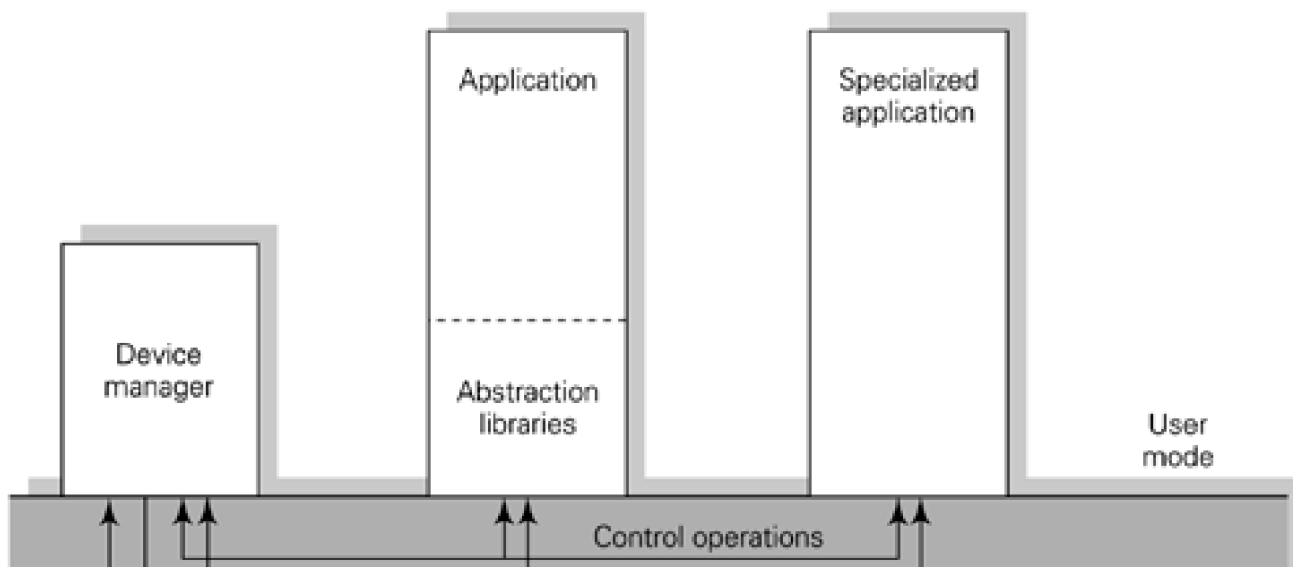 Application
Specialized
application
Device
manager
Abstraction
libraries
User
mode
Control operations